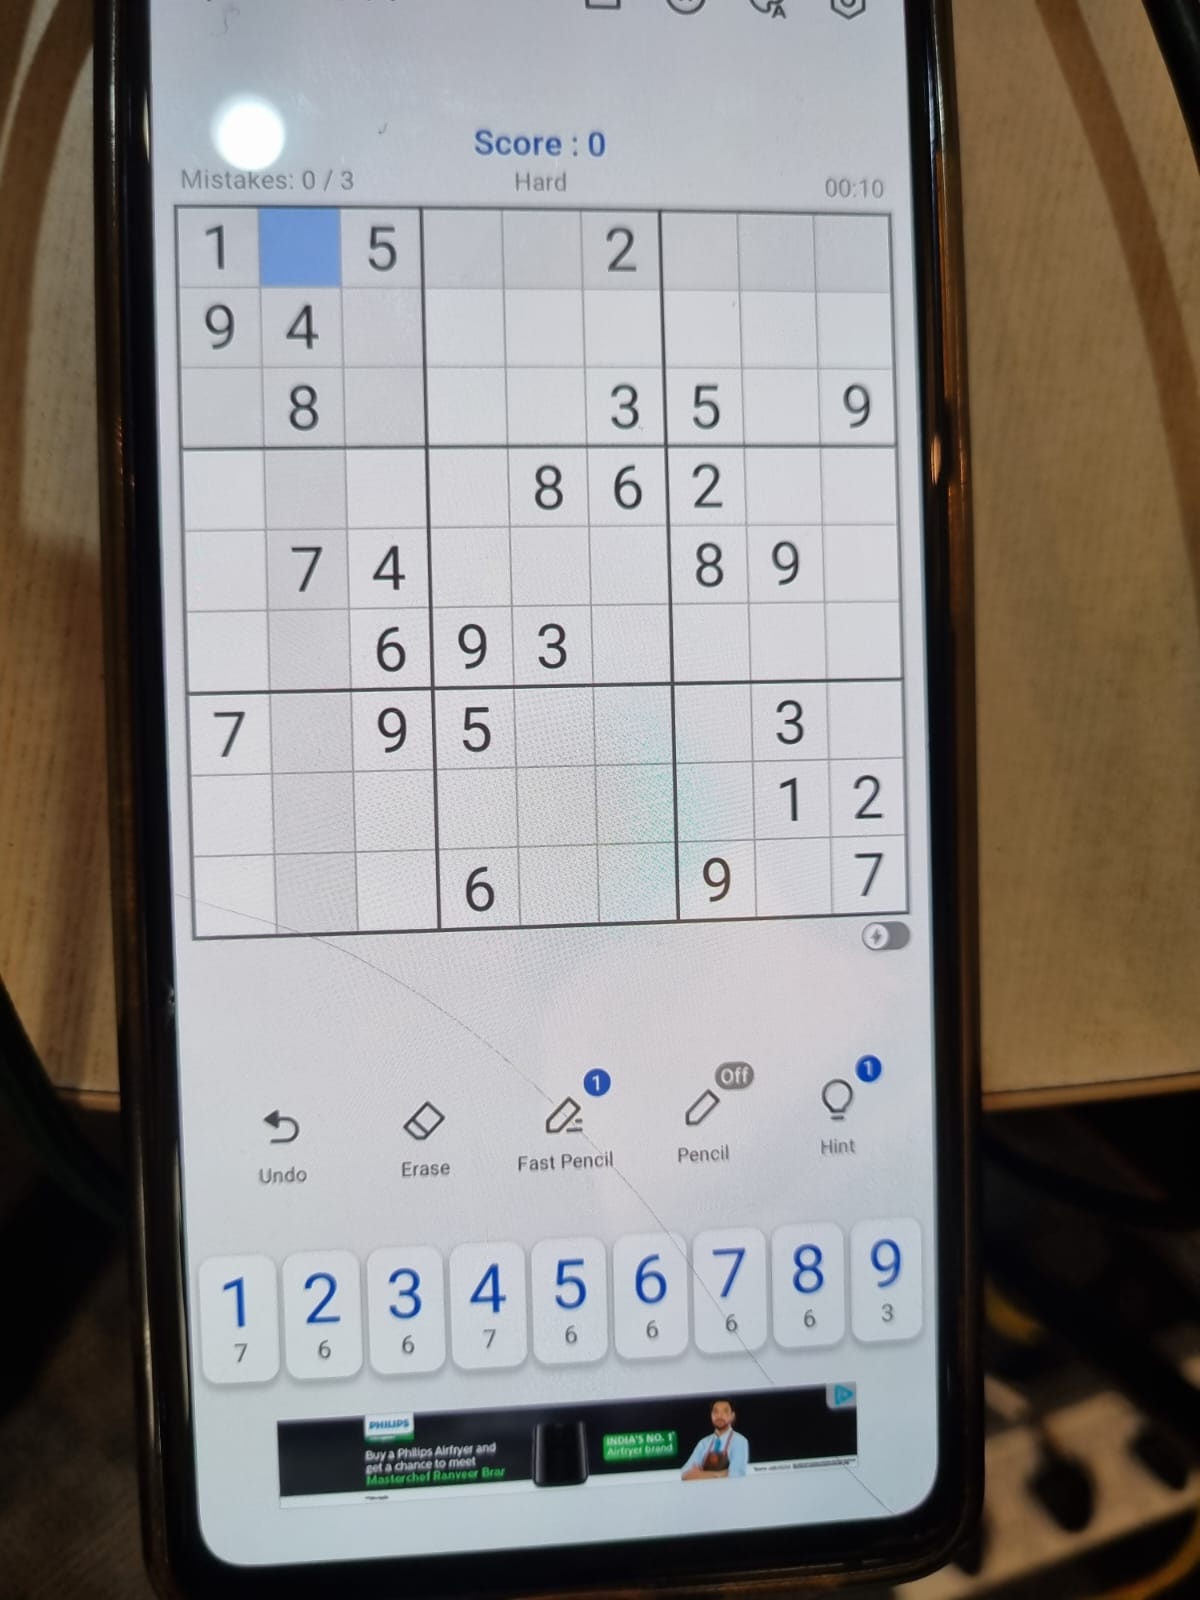 Score : 0
Mistakes: 0 / 3 Hard 00:10
1 5 2
9 4
8 3 5 9
8 6 2
7 4 8 9
6 9 3
7 9 5 3
1 2
6 9 7
1 1
Off
Undo Erase Fast Pencil Pencil Hint
1 2 3 4 5 6 7 8 9
7 6 6 7 6 6 6 6 3
PHILIPS
Buy a Philips Airfryer and
get a chance to meet
Masterchef Ranveer Brar
INDIA'S NO. 1
Airfryer brand